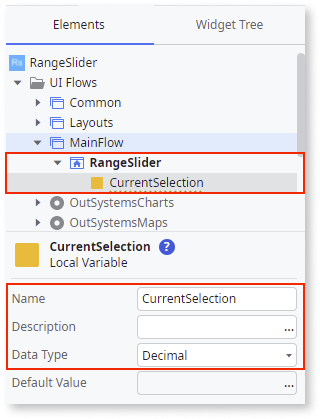 Elements Widget Tree
Rs RangeSlider
UI Flows
Common
Layouts
MainFlow
RangeSlider
CurrentSelection
OutSystemsCharts
OutSystemsMaps
CurrentSelection ?
Local Variable
Name CurrentSelection
Description ...
Data Type Decimal
Default Value ...